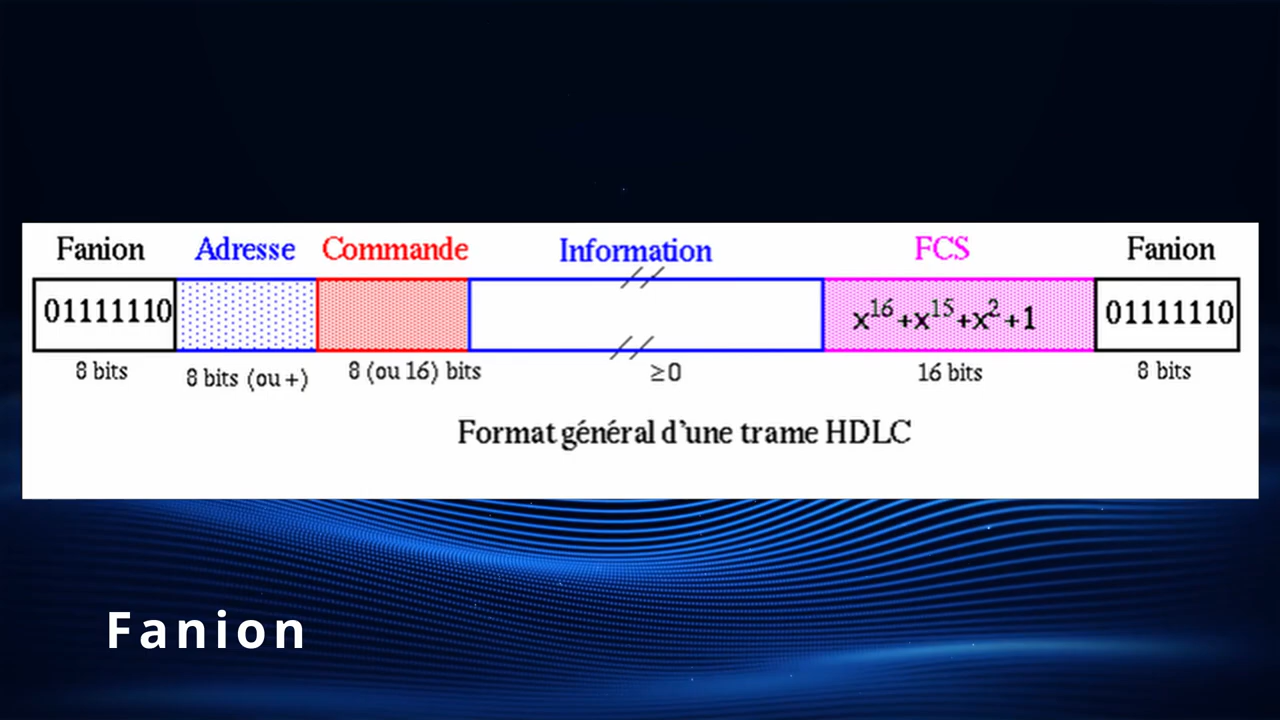 Fanion Adresse Commande Information FCS Fanion
01111110 x¹⁶+x¹⁵+x²+1 01111110
8 bits 8 bits (ou +) 8 (ou 16) bits ≥0 16 bits 8 bits
Format général d'une trame HDLC
Fanion